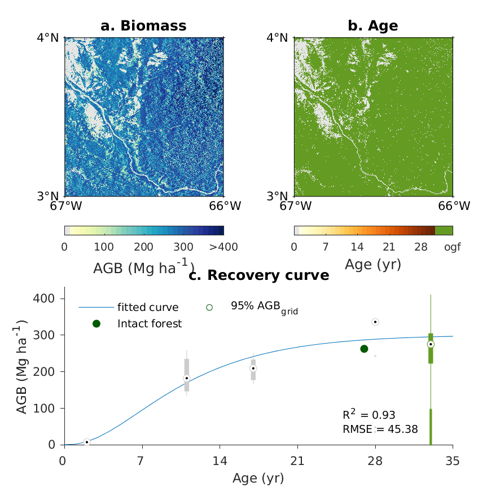 a. Biomass
b. Age
4°N
3°N
67°W 66°W
4°N
3°N
67°W 66°W
0 100 200 300 >400
AGB (Mg ha⁻¹)
0 7 14 21 28 ogf
Age (yr)
c. Recovery curve
fitted curve
95% AGB_grid
Intact forest
AGB (Mg ha⁻¹)
400
300
200
100
0
R² = 0.93
RMSE = 45.38
0 7 14 21 28 35
Age (yr)